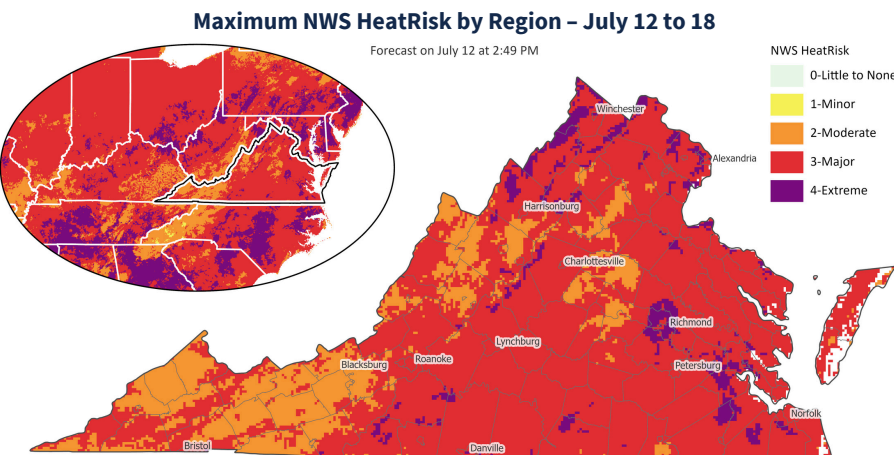 Maximum NWS HeatRisk by Region – July 12 to 18
Forecast on July 12 at 2:49 PM
NWS HeatRisk
0-Little to None
1-Minor
2-Moderate
3-Major
4-Extreme
Winchester
Alexandria
Harrisonburg
Charlottesville
Richmond
Lynchburg
Roanoke
Blacksburg
Petersburg
Norfolk
Bristol
Danville